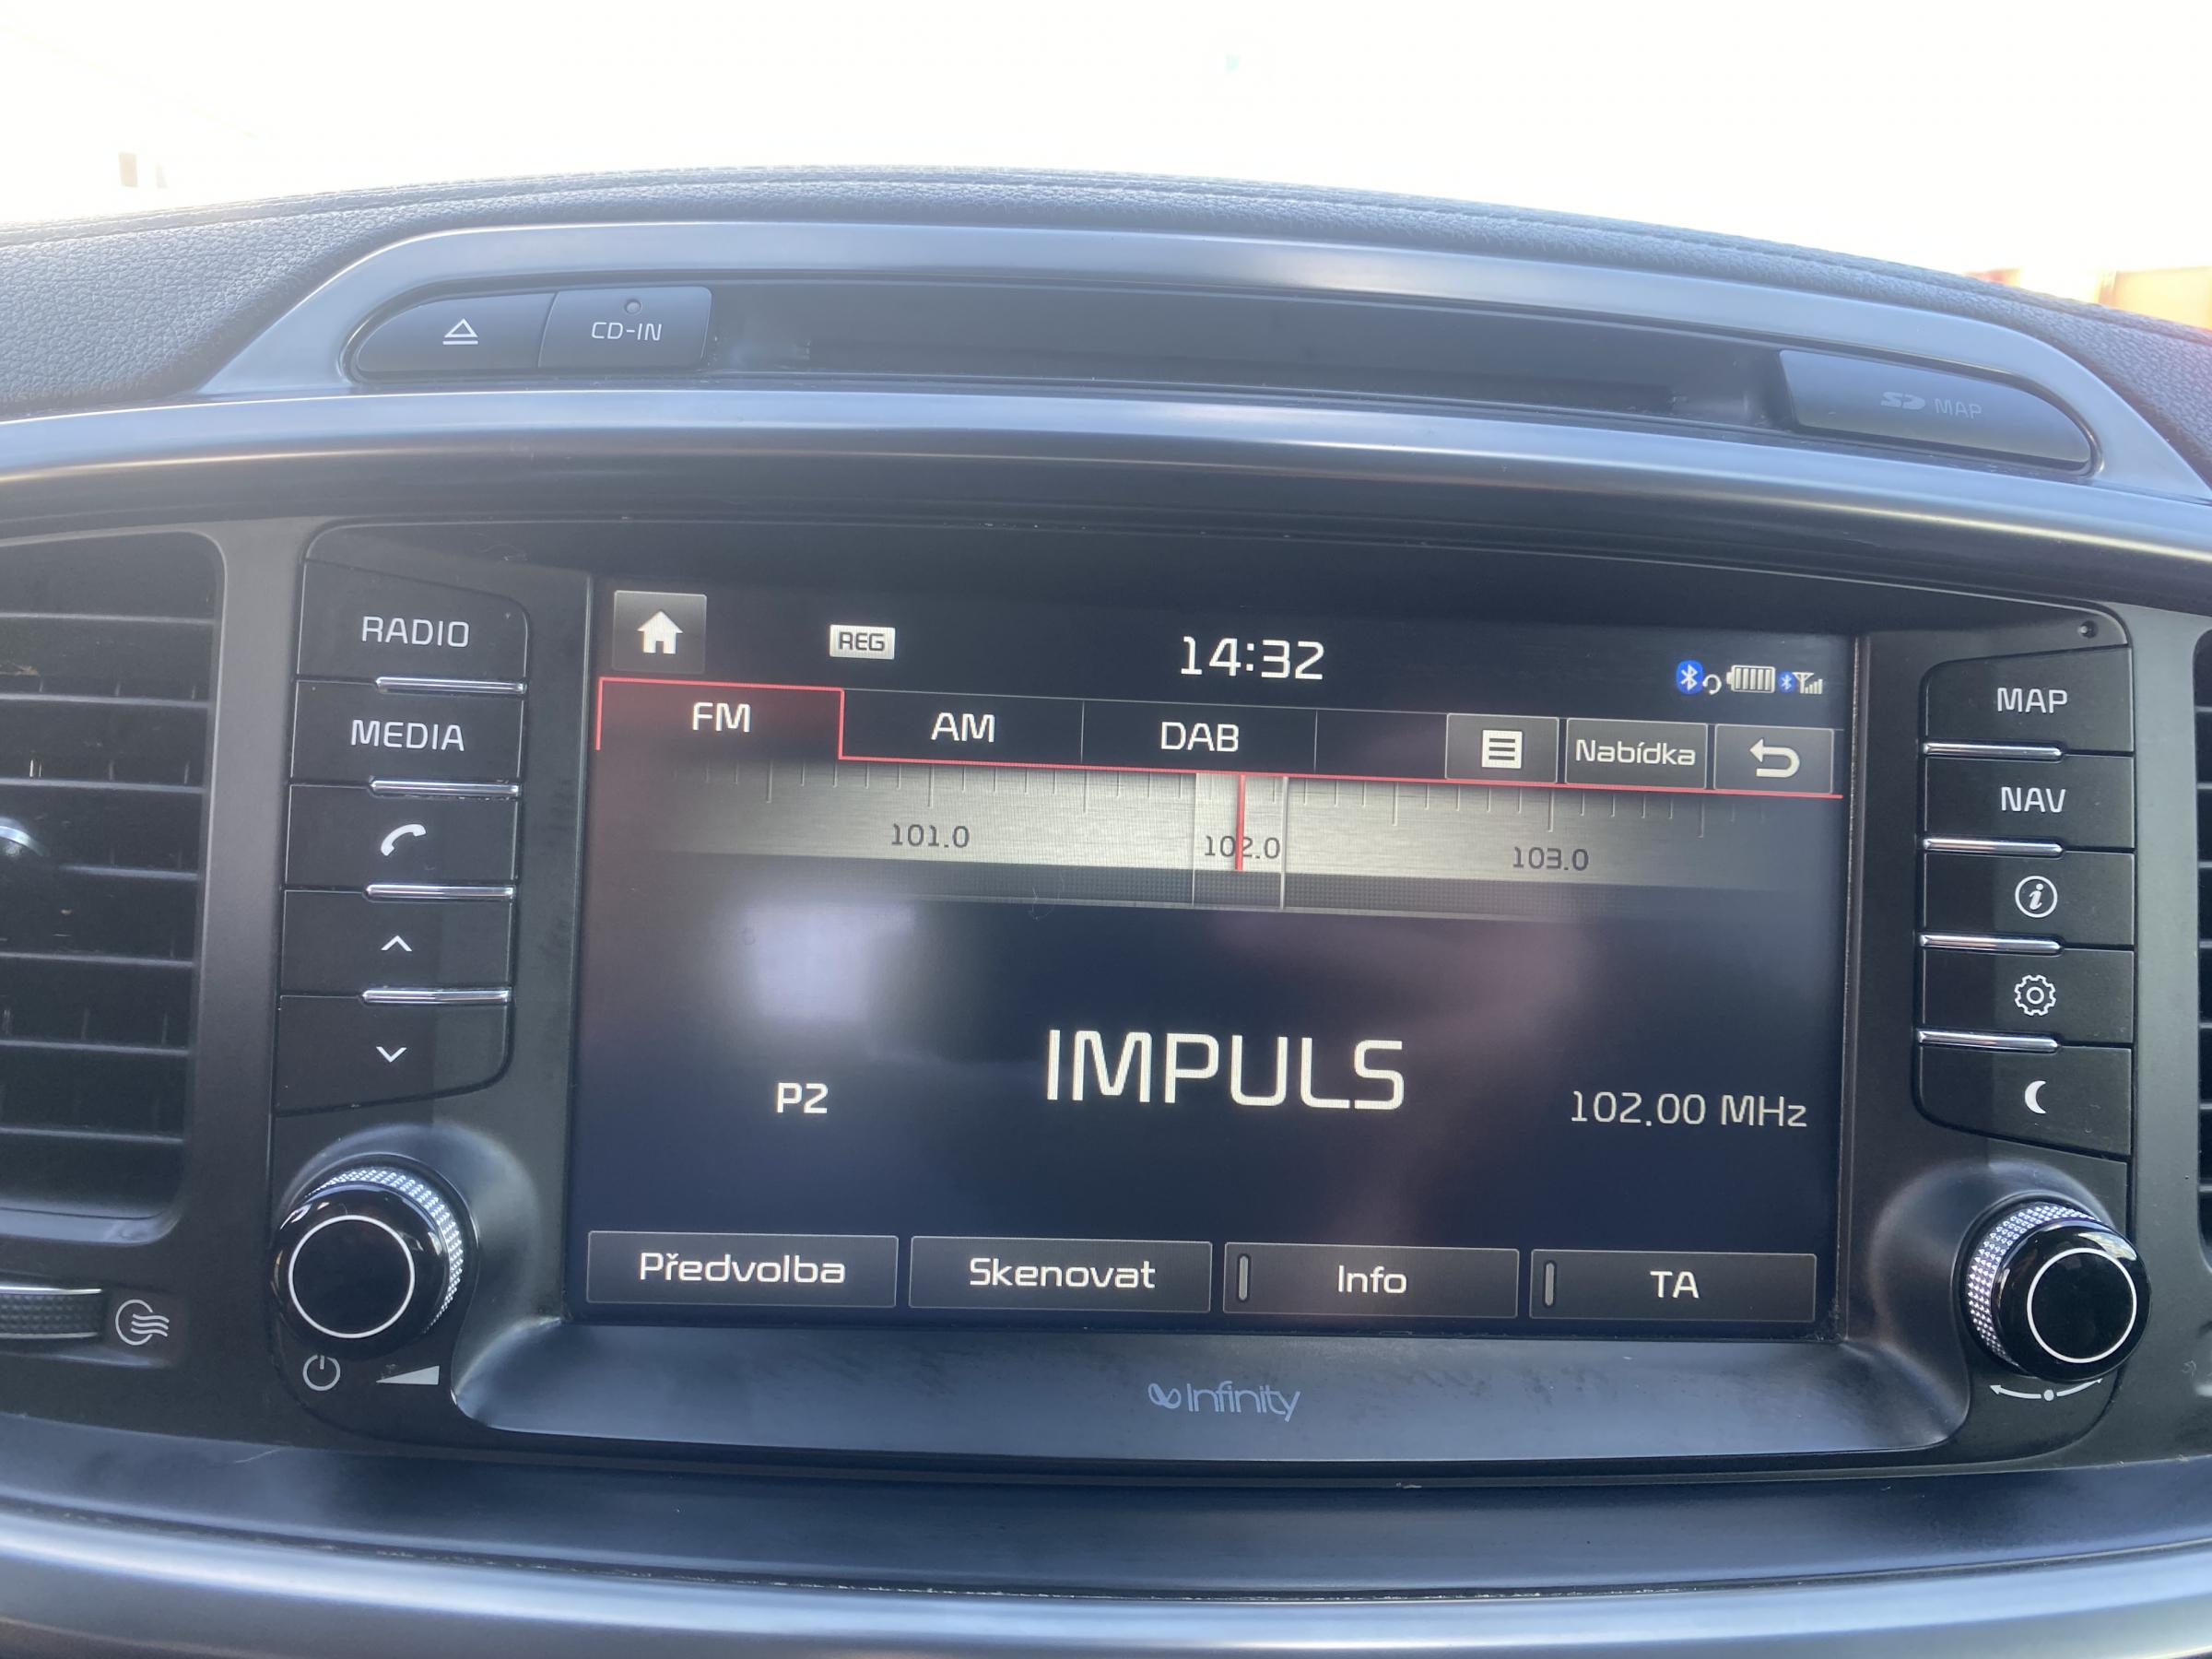 CD-IN
SD MAP
RADIO
MEDIA
REG
14:32
FM
AM
DAB
Nabídka
101.0
102.0
103.0
P2
IMPULS
102.00 MHz
Předvolba
Skenovat
Info
TA
MAP
NAV
Infinity